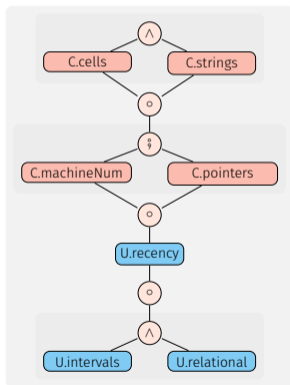 ∧
C.cells C.strings
∘
;
C.machineNum C.pointers
∘
U.recency
∘
∧
U.intervals U.relational